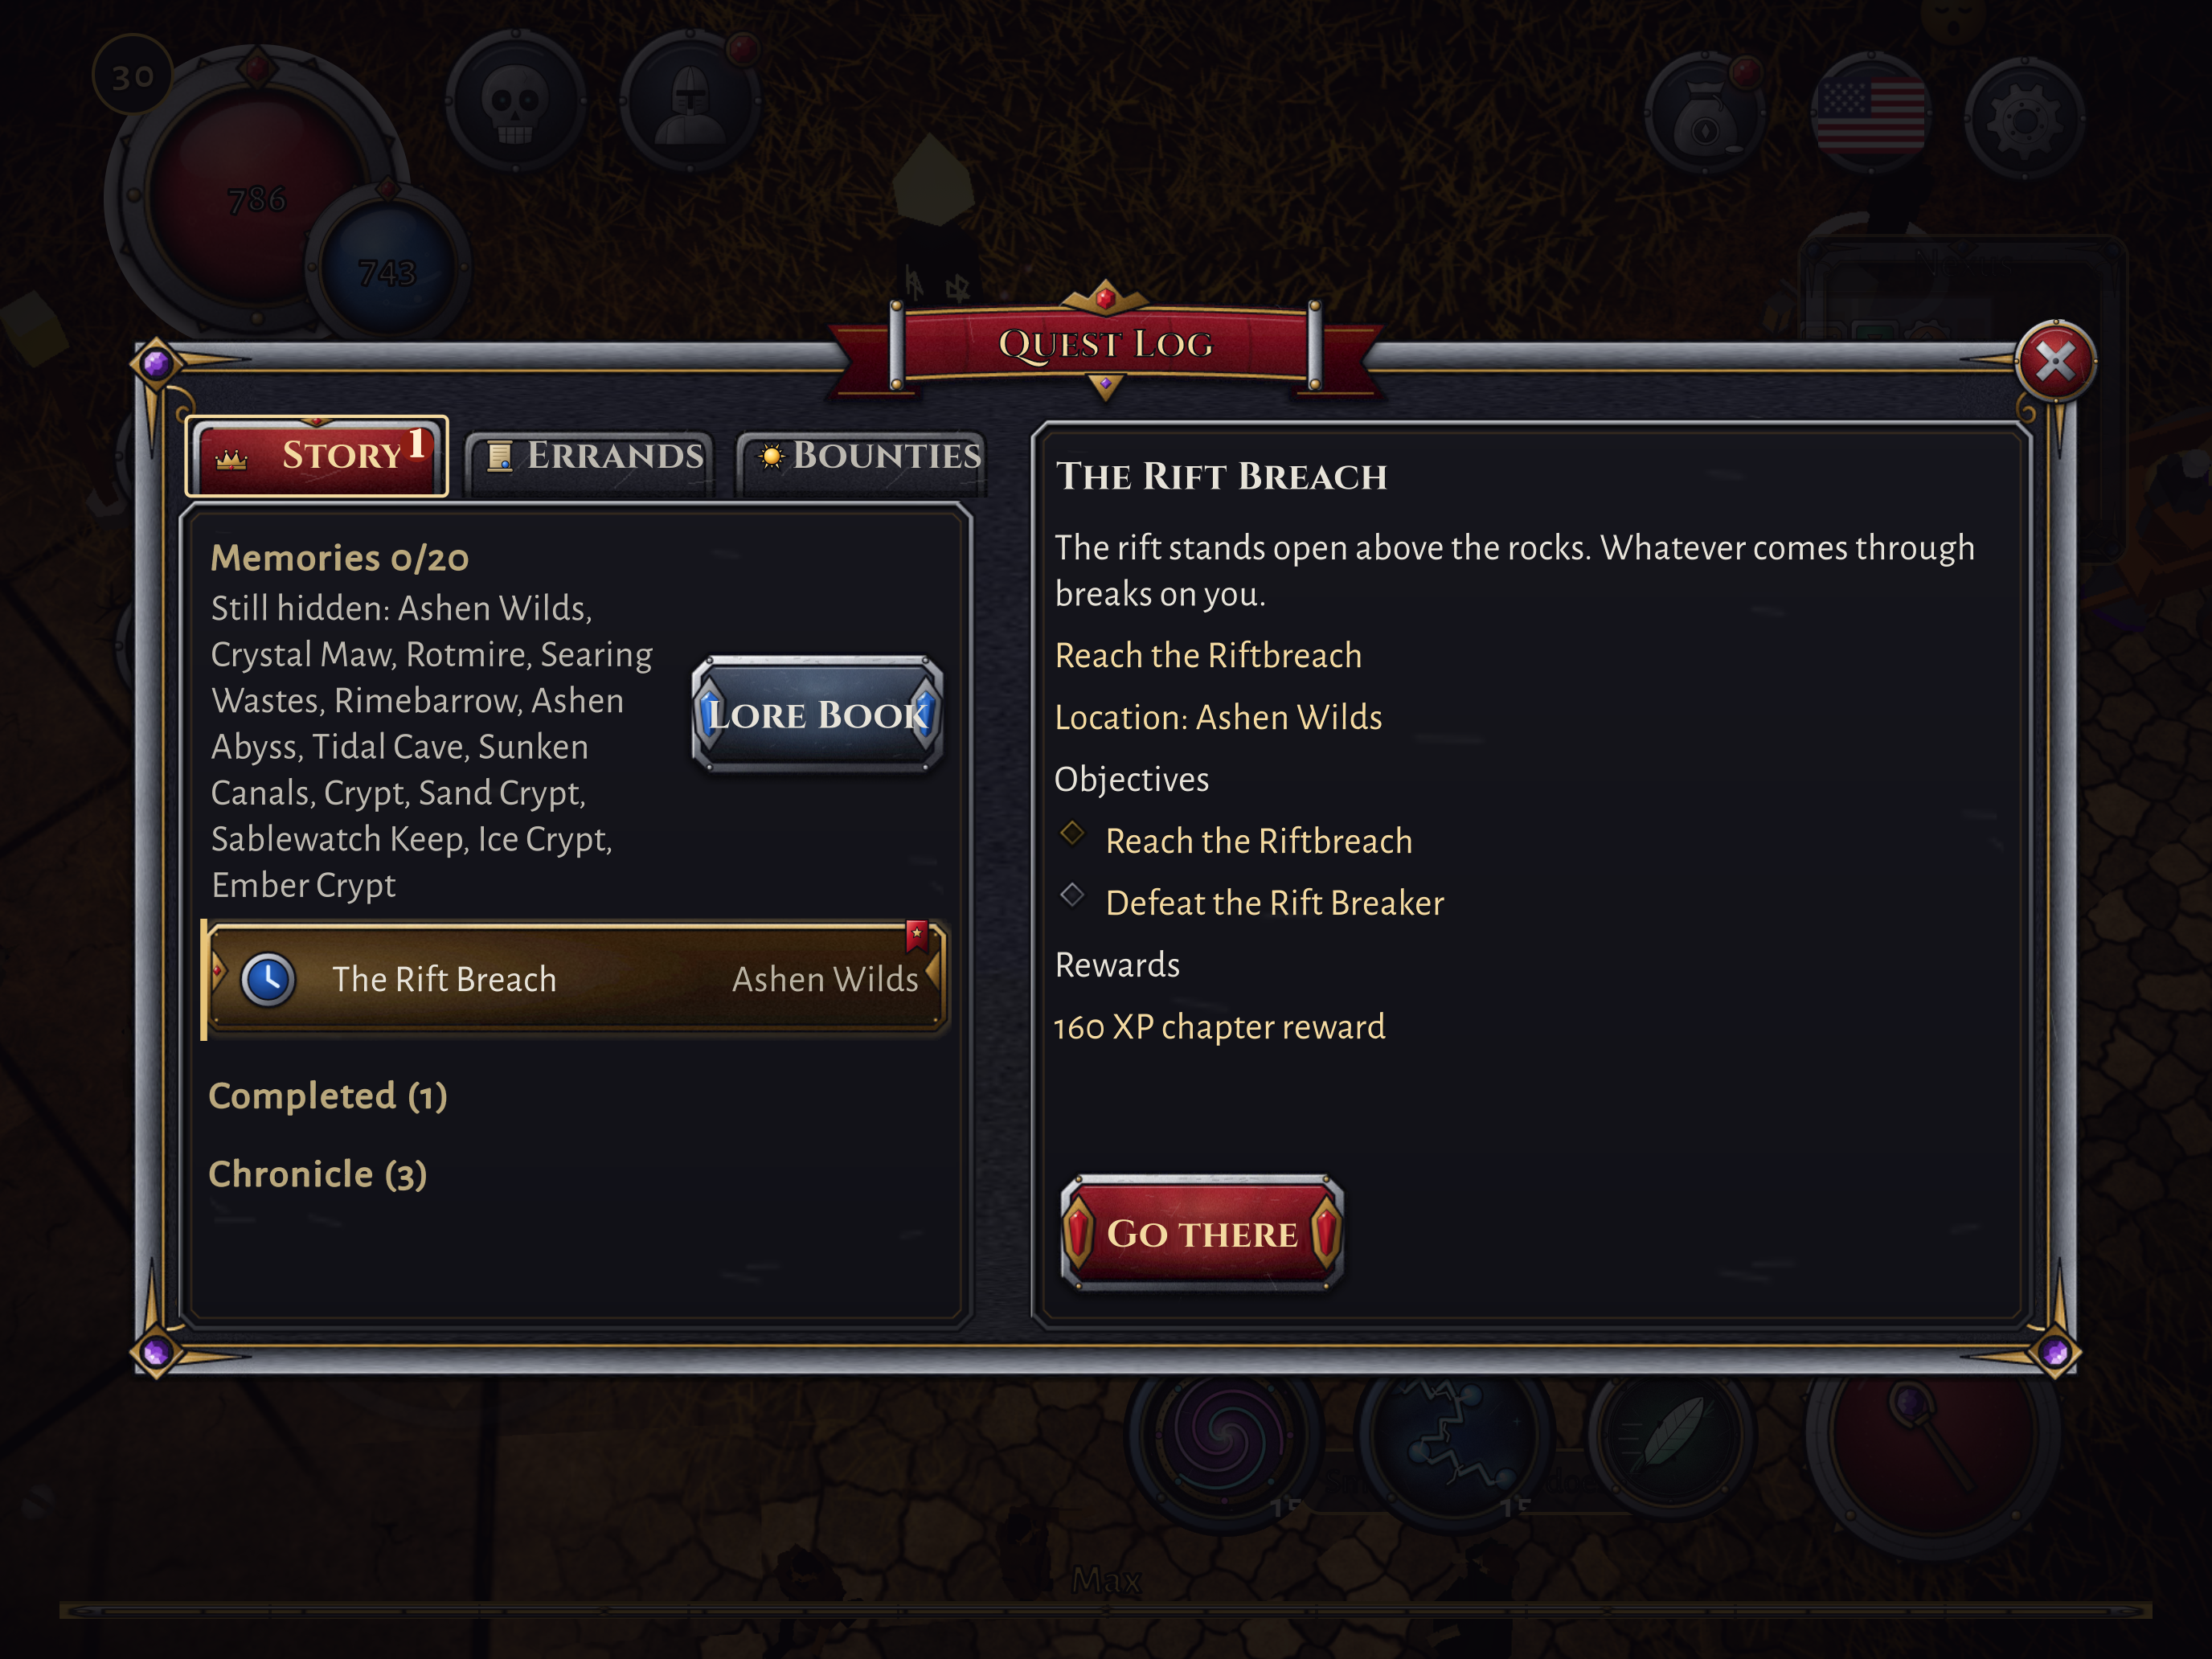 30
786
743
Quest Log
Story 1
Errands
Bounties
Memories 0/20
Still hidden: Ashen Wilds,
Crystal Maw, Rotmire, Searing
Wastes, Rimebarrow, Ashen
Abyss, Tidal Cave, Sunken
Canals, Crypt, Sand Crypt,
Sablewatch Keep, Ice Crypt,
Ember Crypt
Lore Book
The Rift Breach
Ashen Wilds
Completed (1)
Chronicle (3)
The Rift Breach
The rift stands open above the rocks. Whatever comes through
breaks on you.
Reach the Riftbreach
Location: Ashen Wilds
Objectives
Reach the Riftbreach
Defeat the Rift Breaker
Rewards
160 XP chapter reward
Go there
15
15
Max